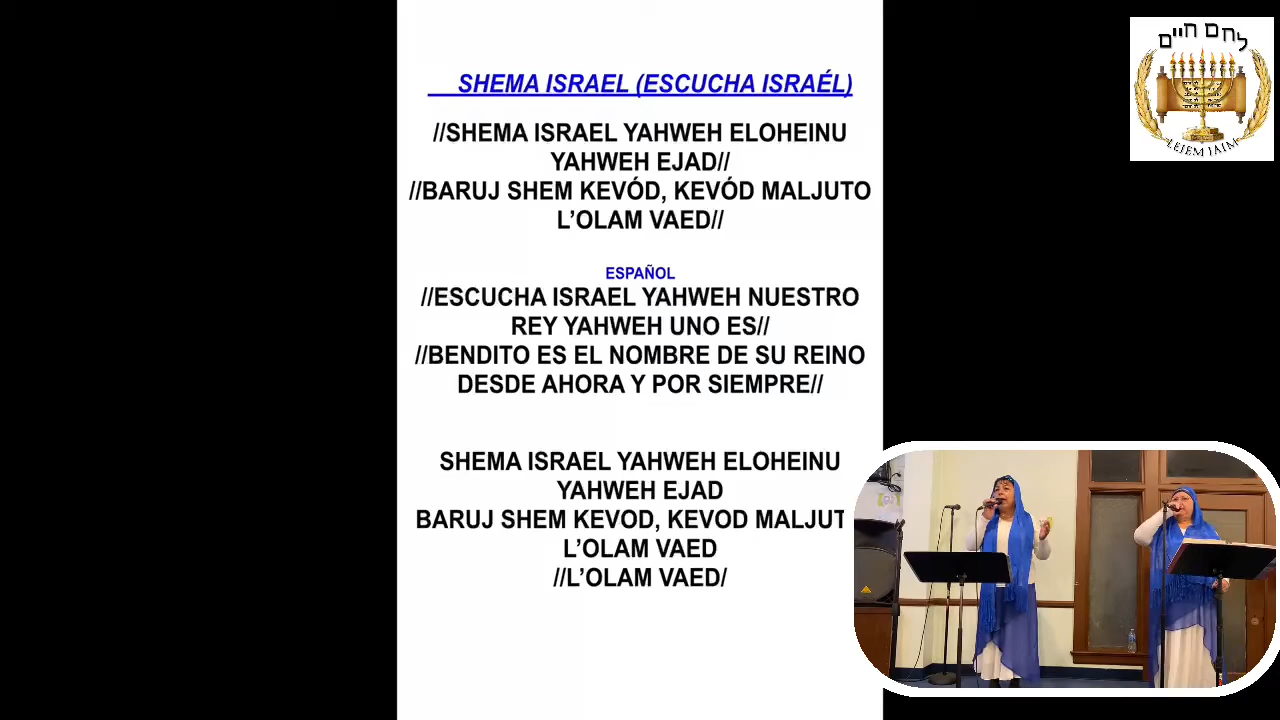 SHEMA ISRAEL (ESCUCHA ISRAÉL)
//SHEMA ISRAEL YAHWEH ELOHEINU
YAHWEH EJAD//
//BARUJ SHEM KEVÓD, KEVÓD MALJUTO
L’OLAM VAED//
ESPAÑOL
//ESCUCHA ISRAEL YAHWEH NUESTRO
REY YAHWEH UNO ES//
//BENDITO ES EL NOMBRE DE SU REINO
DESDE AHORA Y POR SIEMPRE//
SHEMA ISRAEL YAHWEH ELOHEINU
YAHWEH EJAD
BARUJ SHEM KEVOD, KEVOD MALJUT
L’OLAM VAED
//L’OLAM VAED/
לחם חיים
LEJEM JAIM